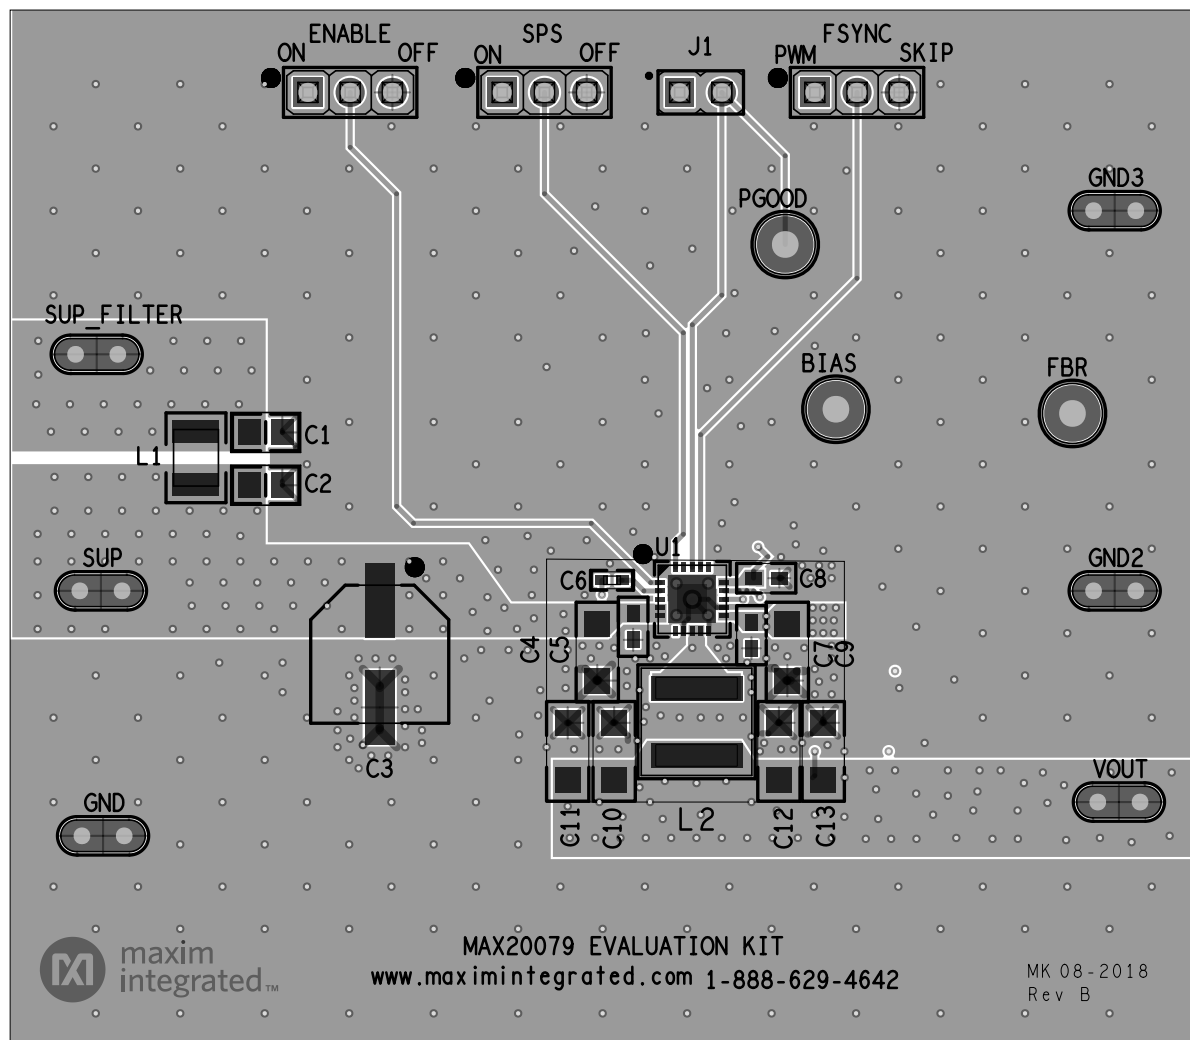 ENABLE
ON
OFF
SPS
ON
OFF
J1
FSYNC
PWM
SKIP
GND3
PGOOD
SUP_FILTER
BIAS
FBR
C1
L1
C2
SUP
U1
GND2
C6
C8
C4
C5
C7
C9
C3
VOUT
GND
C11
C10
L2
C12
C13
maxim
integrated™
MAX20079 EVALUATION KIT
www.maximintegrated.com 1-888-629-4642
MK 08-2018
Rev B